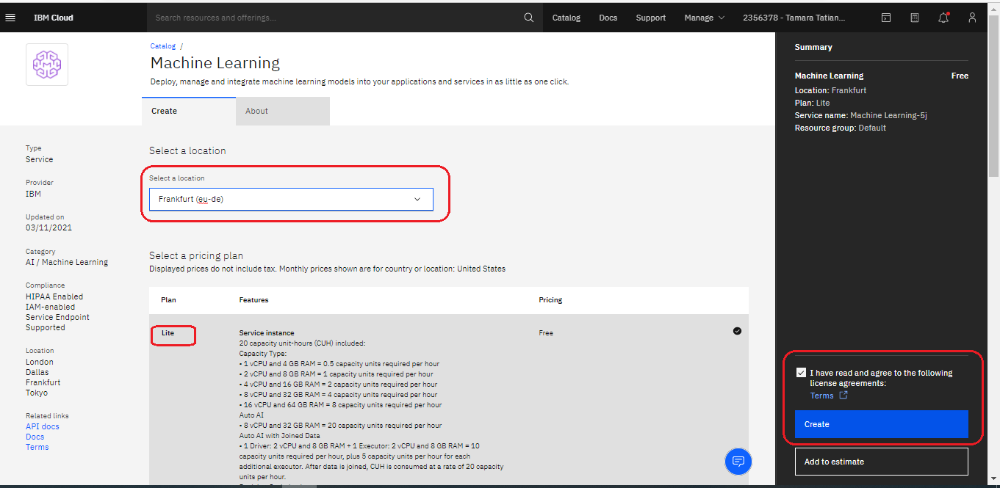 IBM Cloud
Search resources and offerings...
Catalog
Docs
Support
Manage
2356378 - Tamara Tatian...
Catalog /
Machine Learning
Deploy, manage and integrate machine learning models into your applications and services in as little as one click.
Create
About
Type
Service
Provider
IBM
Updated on
03/11/2021
Category
AI / Machine Learning
Compliance
HIPAA Enabled
IAM-enabled
Service Endpoint
Supported
Location
London
Dallas
Frankfurt
Tokyo
Related links
API docs
Docs
Terms
Select a location
Select a location
Frankfurt (eu-de)
Select a pricing plan
Displayed prices do not include tax. Monthly prices shown are for country or location: United States
Plan
Features
Pricing
Lite
Service instance
Free
20 capacity unit-hours (CUH) included:
Capacity Type:
• 1 vCPU and 4 GB RAM = 0.5 capacity units required per hour
• 2 vCPU and 8 GB RAM = 1 capacity units required per hour
• 4 vCPU and 16 GB RAM = 2 capacity units required per hour
• 8 vCPU and 32 GB RAM = 4 capacity units required per hour
• 16 vCPU and 64 GB RAM = 8 capacity units required per hour
Auto AI
• 8 vCPU and 32 GB RAM = 20 capacity units required per hour
Auto AI with Joined Data
• 1 Driver: 2 vCPU and 8 GB RAM + 1 Executor: 2 vCPU and 8 GB RAM = 10
capacity units required per hour, plus 5 capacity units per hour for each
additional executor. After data is joined, CUH is consumed at a rate of 20 capacity
units per hour.
Summary
Machine Learning
Free
Location: Frankfurt
Plan: Lite
Service name: Machine Learning-5j
Resource group: Default
I have read and agree to the following
license agreements:
Terms
Create
Add to estimate